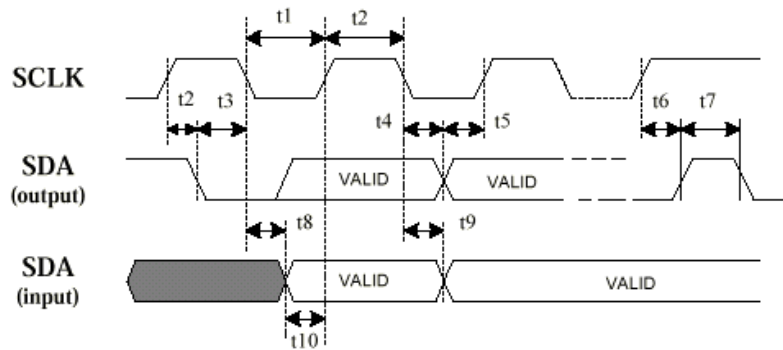 t1 t2
SCLK
t2 t3 t4 t5 t6 t7
SDA
(output)
VALID VALID
t8 t9
SDA
(input)
VALID VALID
t10